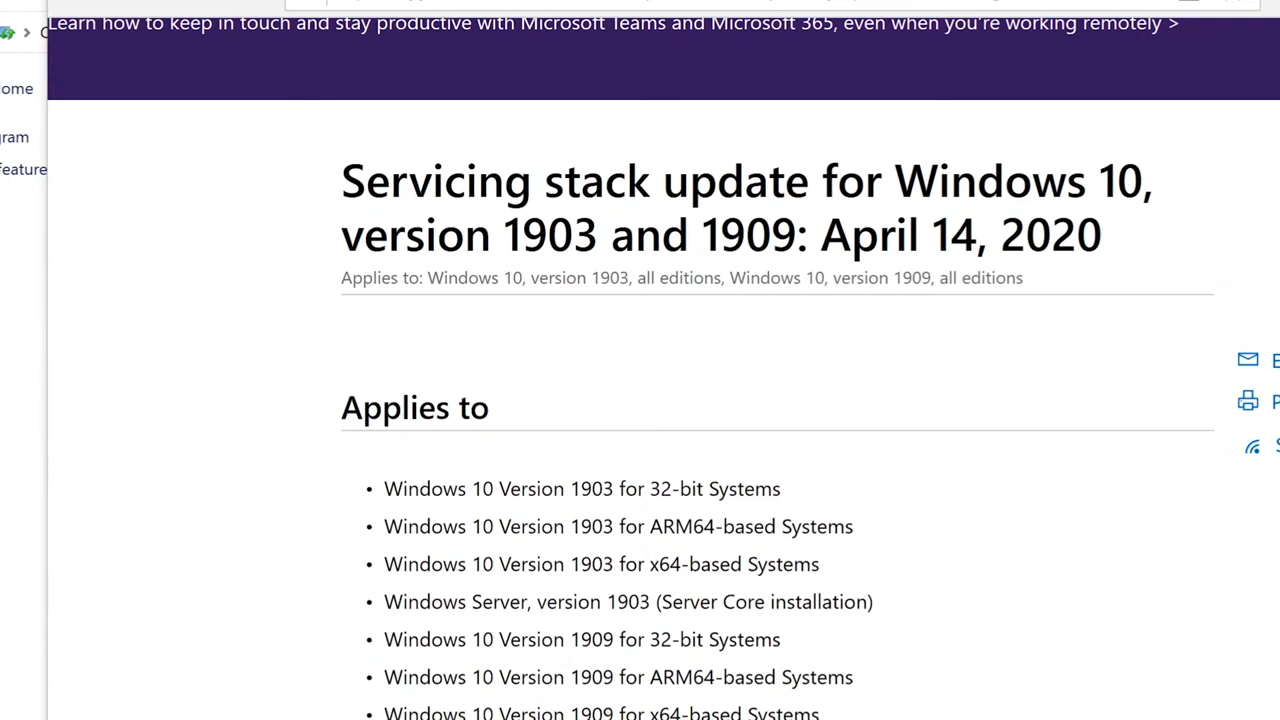 Learn how to keep in touch and stay productive with Microsoft Teams and Microsoft 365, even when you're working remotely >
ome
gram
feature
Servicing stack update for Windows 10,
version 1903 and 1909: April 14, 2020
Applies to: Windows 10, version 1903, all editions, Windows 10, version 1909, all editions
Applies to
• Windows 10 Version 1903 for 32-bit Systems
• Windows 10 Version 1903 for ARM64-based Systems
• Windows 10 Version 1903 for x64-based Systems
• Windows Server, version 1903 (Server Core installation)
• Windows 10 Version 1909 for 32-bit Systems
• Windows 10 Version 1909 for ARM64-based Systems
• Windows 10 Version 1909 for x64-based Systems